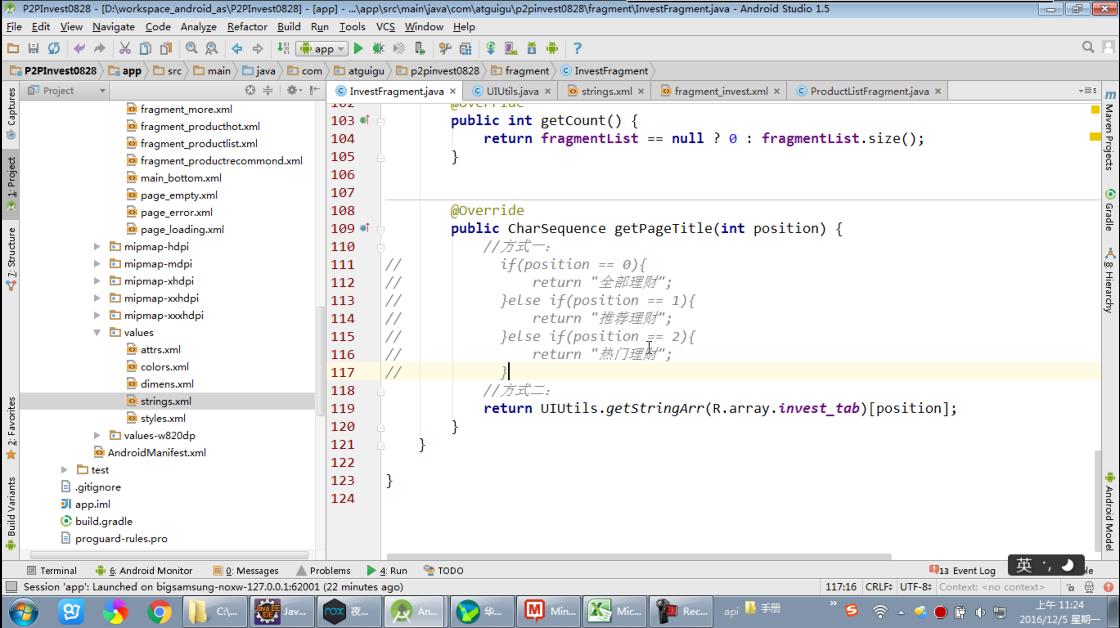 P2PInvest0828 - [D:\workspace_android_as\P2PInvest0828] - [app] - ...\app\src\main\java\com\atguigu\p2pinvest0828\fragment\InvestFragment.java - Android Studio 1.5
File Edit View Navigate Code Analyze Refactor Build Run Tools VCS Window Help
app
P2PInvest0828 app src main java com atguigu p2pinvest0828 fragment InvestFragment
Project
InvestFragment.java UIUtils.java strings.xml fragment_invest.xml ProductListFragment.java
Captures
1: Project
7: Structure
2: Favorites
Build Variants
fragment_more.xml
fragment_producthot.xml
fragment_productlist.xml
fragment_productrecommond.xml
main_bottom.xml
page_empty.xml
page_error.xml
page_loading.xml
mipmap-hdpi
mipmap-mdpi
mipmap-xhdpi
mipmap-xxhdpi
mipmap-xxxhdpi
values
attrs.xml
colors.xml
dimens.xml
strings.xml
styles.xml
values-w820dp
AndroidManifest.xml
test
.gitignore
app.iml
build.gradle
proguard-rules.pro
102 @Override
103 public int getCount() {
104 return fragmentList == null ? 0 : fragmentList.size();
105 }
106
107
108 @Override
109 public CharSequence getPageTitle(int position) {
110 //方式一:
111 // if(position == 0){
112 // return "全部理财";
113 // }else if(position == 1){
114 // return "推荐理财";
115 // }else if(position == 2){
116 // return "热门理财";
117 // }
118 //方式二:
119 return UIUtils.getStringArr(R.array.invest_tab)[position];
120 }
121 }
122
123 }
124
Maven Projects
Gradle
8: Hierarchy
Android Model
Terminal 6: Android Monitor 0: Messages Problems 4: Run TODO 13 Event Log
英
Session 'app': Launched on bigsamsung-noxw-127.0.0.1:62001 (22 minutes ago) 117:16 CRLF÷ UTF-8÷ Context: <no context>
C:\... Jav... 夜... An... 华... Min... Mic... Rec... api 手册
上午 11:24
2016/12/5 星期一